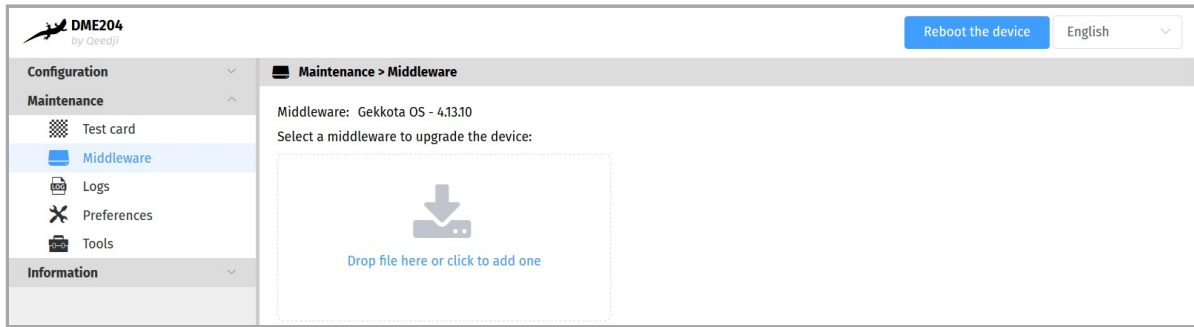 DME204
by Qeedji
Reboot the device
English
Configuration
Maintenance
Test card
Middleware
LOG
Logs
Preferences
Tools
Information
Maintenance > Middleware
Middleware: Gekkota OS - 4.13.10
Select a middleware to upgrade the device:
Drop file here or click to add one